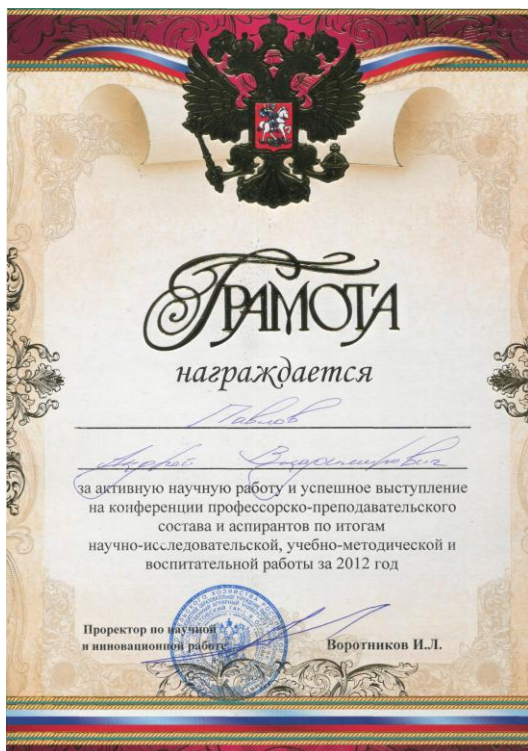 Грамота
награждается
Павлов
Андрей Владимирович
за активную научную работу и успешное выступление
на конференции профессорско-преподавательского
состава и аспирантов по итогам
научно-исследовательской, учебно-методической и
воспитательной работы за 2012 год
Проректор по научной
и инновационной работе
Воротников И.Л.